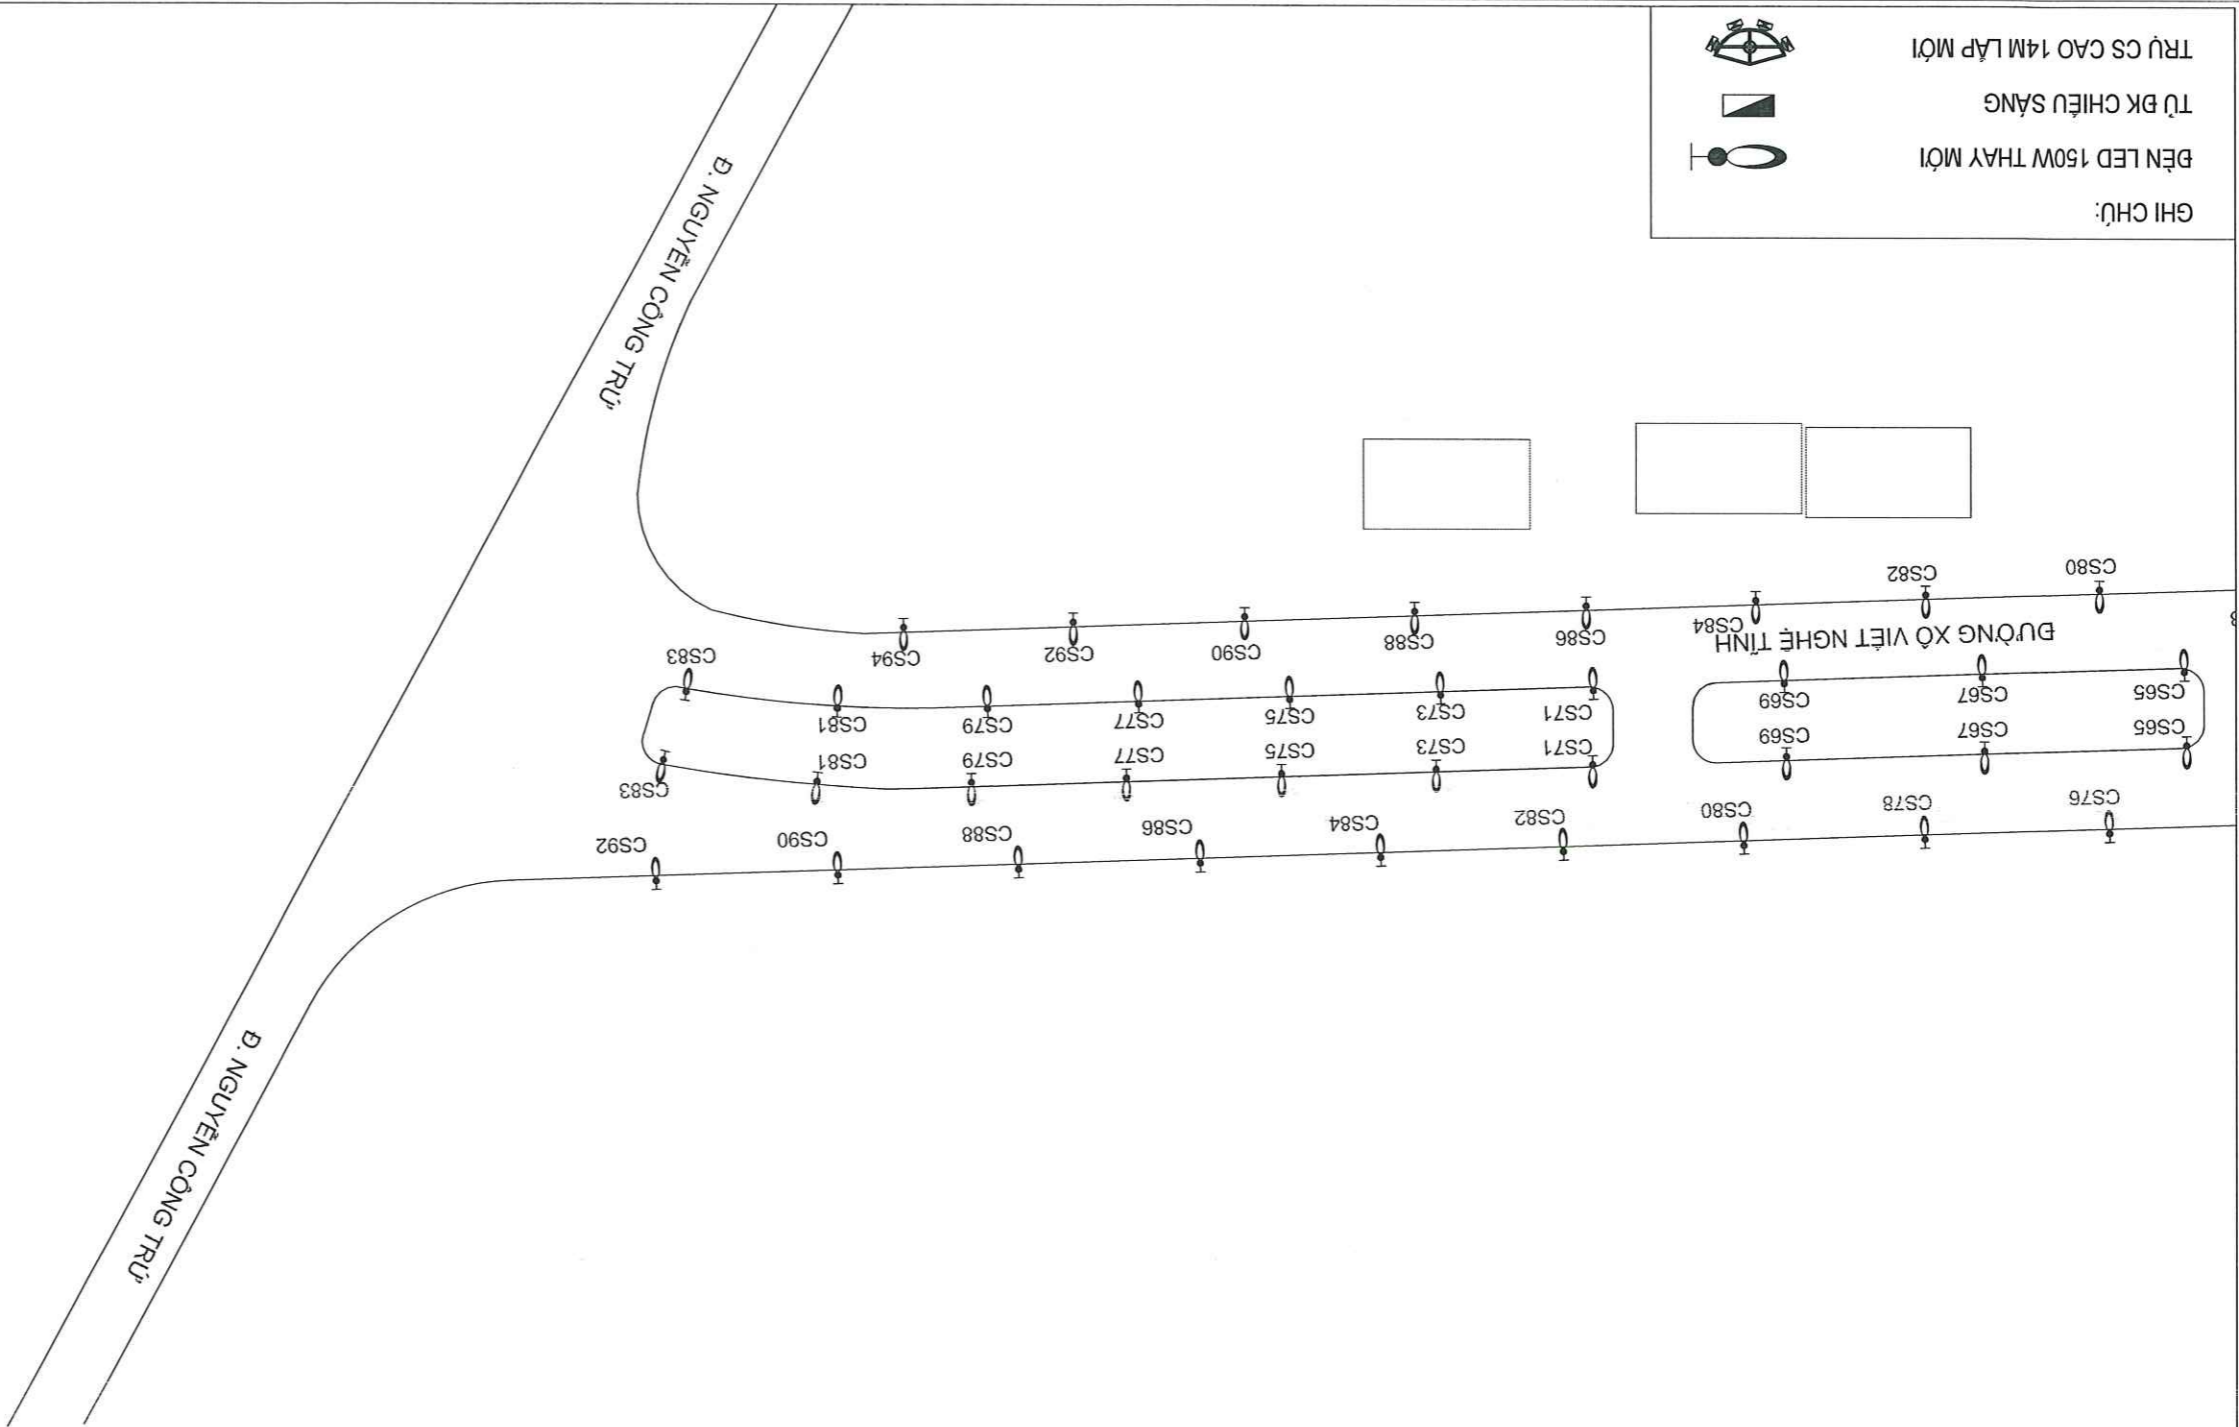 Đ. NGUYỄN CÔNG TRỨ
CS76
CS78
CS80
CS82
CS84
CS86
CS88
CS90
CS92
CS65
CS67
CS69
CS71
CS73
CS75
CS77
CS79
CS81
CS83
CS65
CS67
CS69
CS71
CS73
CS75
CS77
CS79
CS81
CS83
ĐƯỜNG XÔ VIẾT NGHỆ TĨNH
CS80
CS82
CS84
CS86
CS88
CS90
CS92
CS94
Đ. NGUYỄN CÔNG TRỨ
GHI CHÚ:
ĐÈN LED 150W THAY MỚI
TỦ ĐK CHIẾU SÁNG
TRỤ CS CAO 14M LẮP MỚI